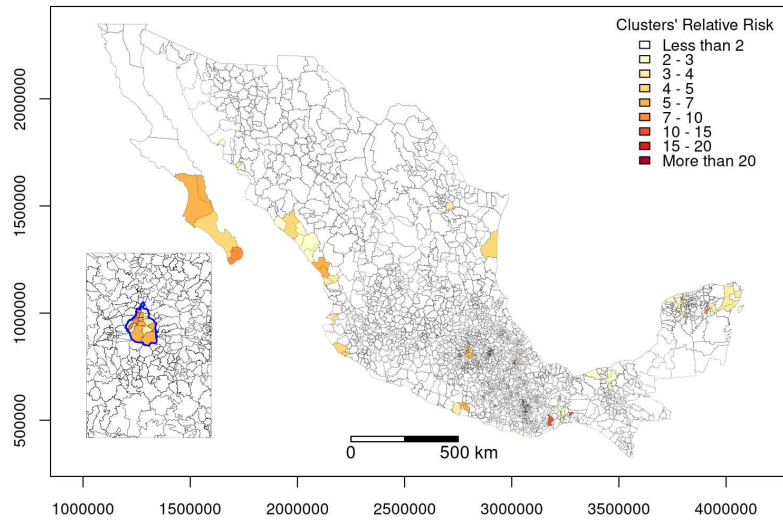 Clusters' Relative Risk
Less than 2
2 - 3
3 - 4
4 - 5
5 - 7
7 - 10
10 - 15
15 - 20
More than 20
2000000
1500000
1000000
500000
0 500 km
1000000 1500000 2000000 2500000 3000000 3500000 4000000